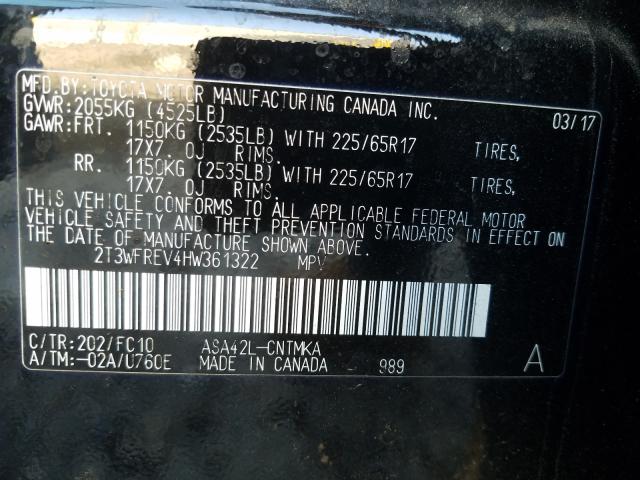 MFD. BY: TOYOTA MOTOR MANUFACTURING CANADA INC.
GVWR: 2055KG (4525LB) 03/17
GAWR: FRT. 1150KG (2535LB) WITH 225/65R17 TIRES,
17X7.0J RIMS.
RR. 1150KG (2535LB) WITH 225/65R17 TIRES,
17X7.0J RIMS.
THIS VEHICLE CONFORMS TO ALL APPLICABLE FEDERAL MOTOR
VEHICLE SAFETY AND THEFT PREVENTION STANDARDS IN EFFECT ON
THE DATE OF MANUFACTURE SHOWN ABOVE.
2T3WFREV4HW361322 MPV
C/TR: 202/FC10 ASA42L-CNTMKA
A/TM: -02A/U760E MADE IN CANADA 989 A